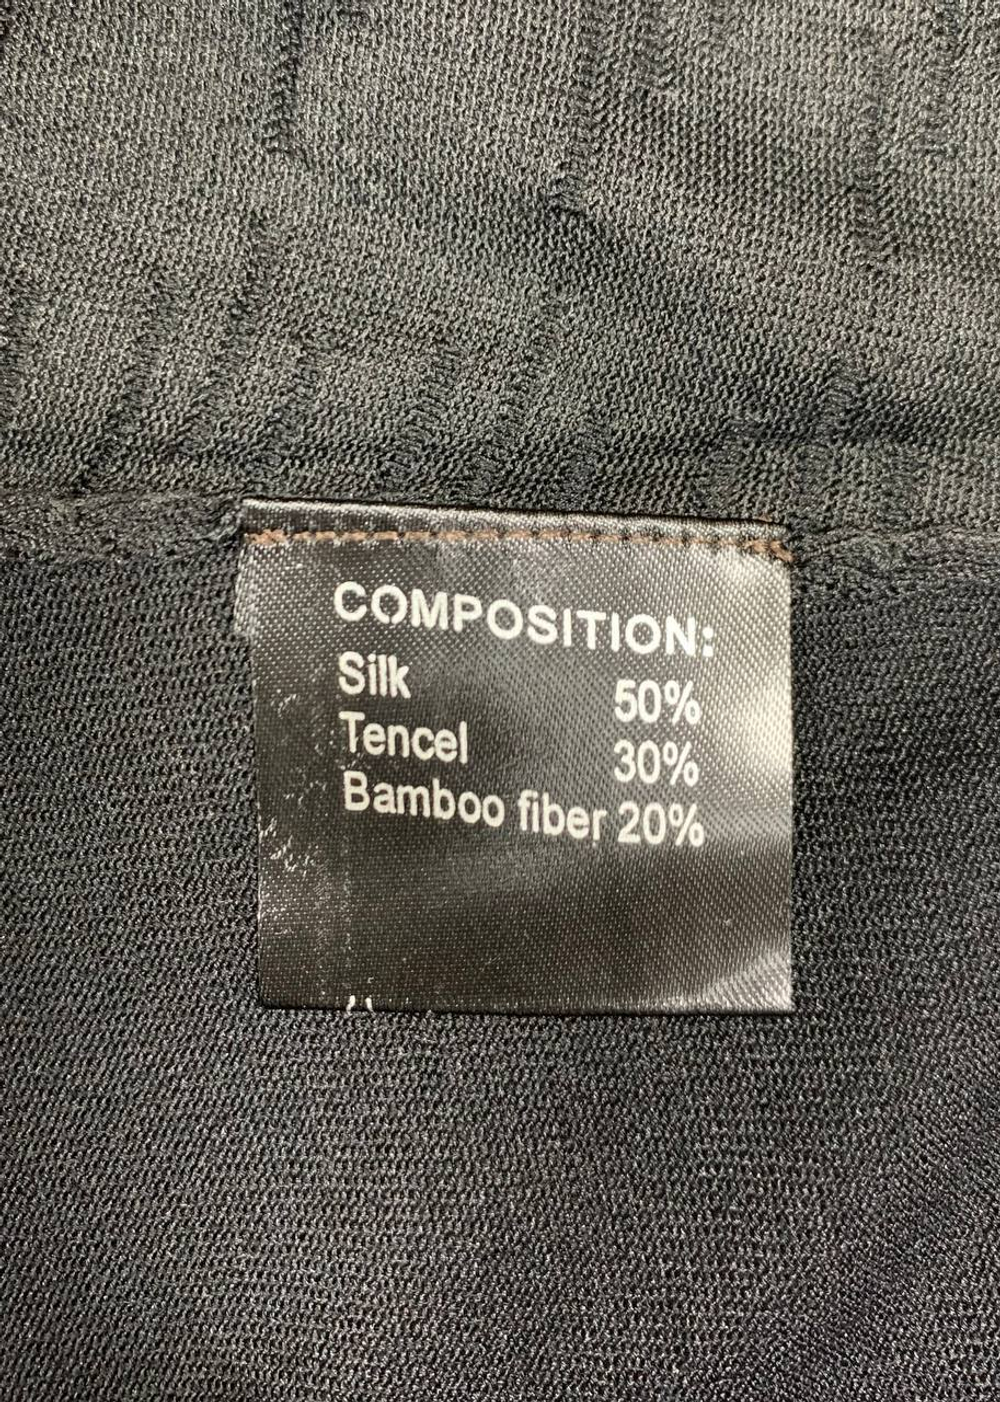 COMPOSITION:
Silk 50%
Tencel 30%
Bamboo fiber 20%